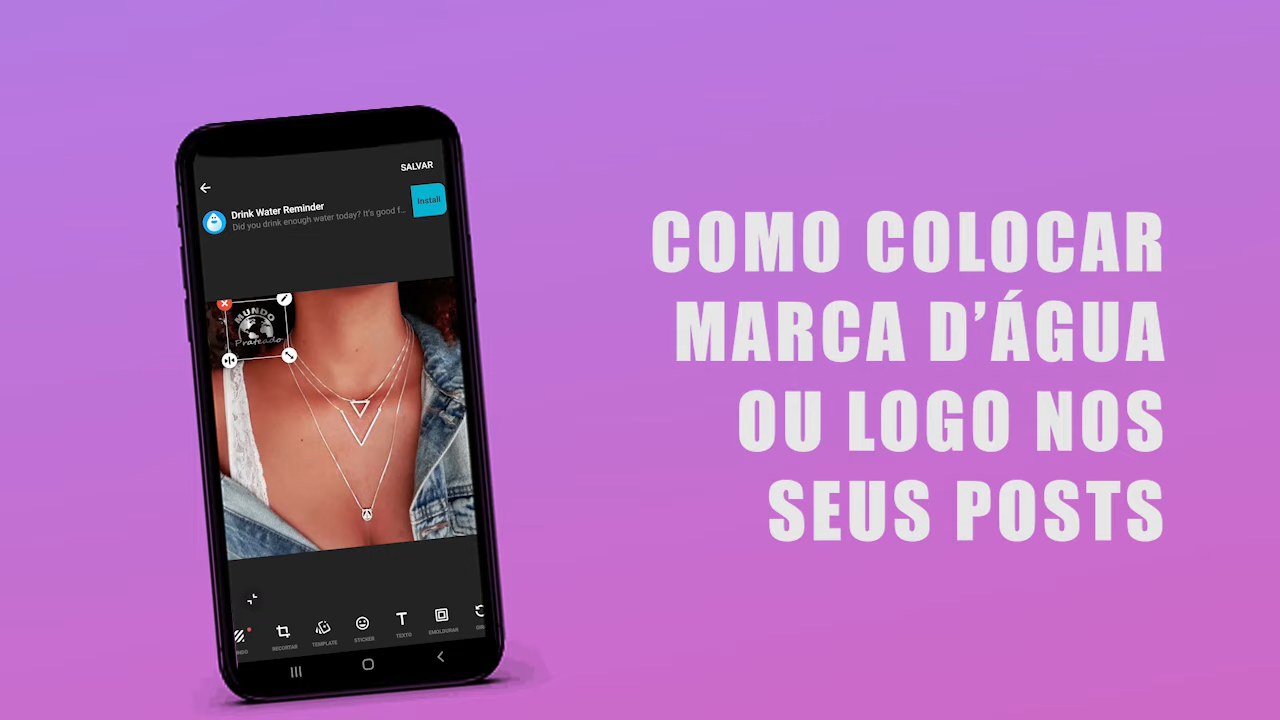 SALVAR
Drink Water Reminder
Did you drink enough water today? It's good f...
Install
MUNDO
Prateado
COMO COLOCAR
MARCA D’ÁGUA
OU LOGO NOS
SEUS POSTS
RECORTAR
TEMPLATE
STICKER
TEXTO
EMOLDURAR